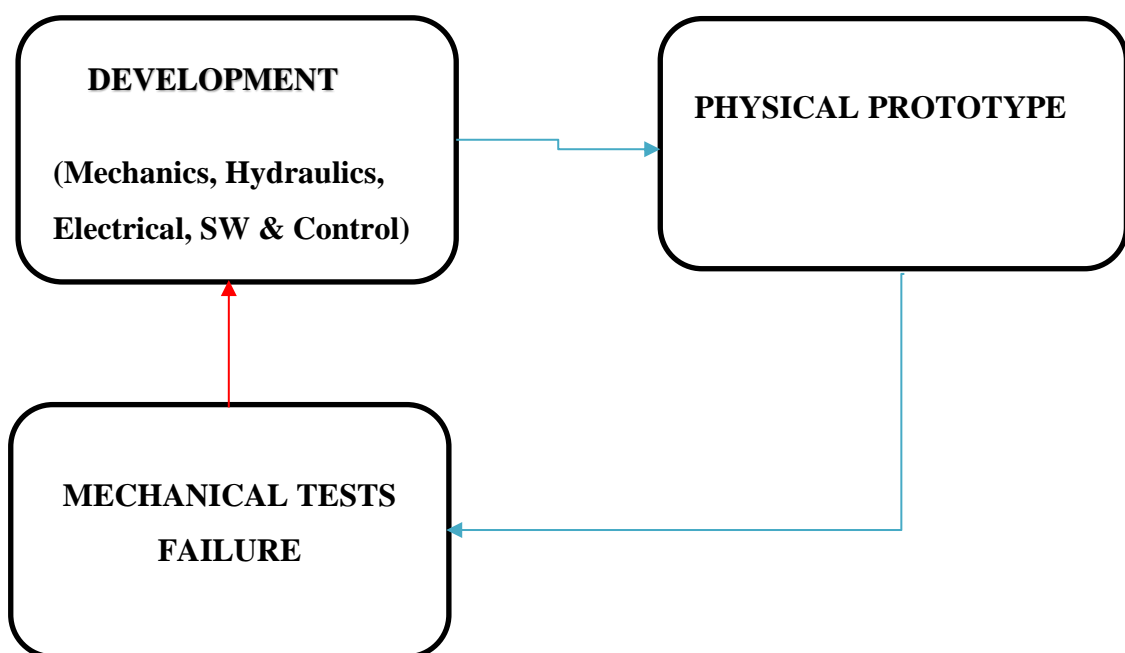 DEVELOPMENT
(Mechanics, Hydraulics,
Electrical, SW & Control)
PHYSICAL PROTOTYPE
MECHANICAL TESTS
FAILURE